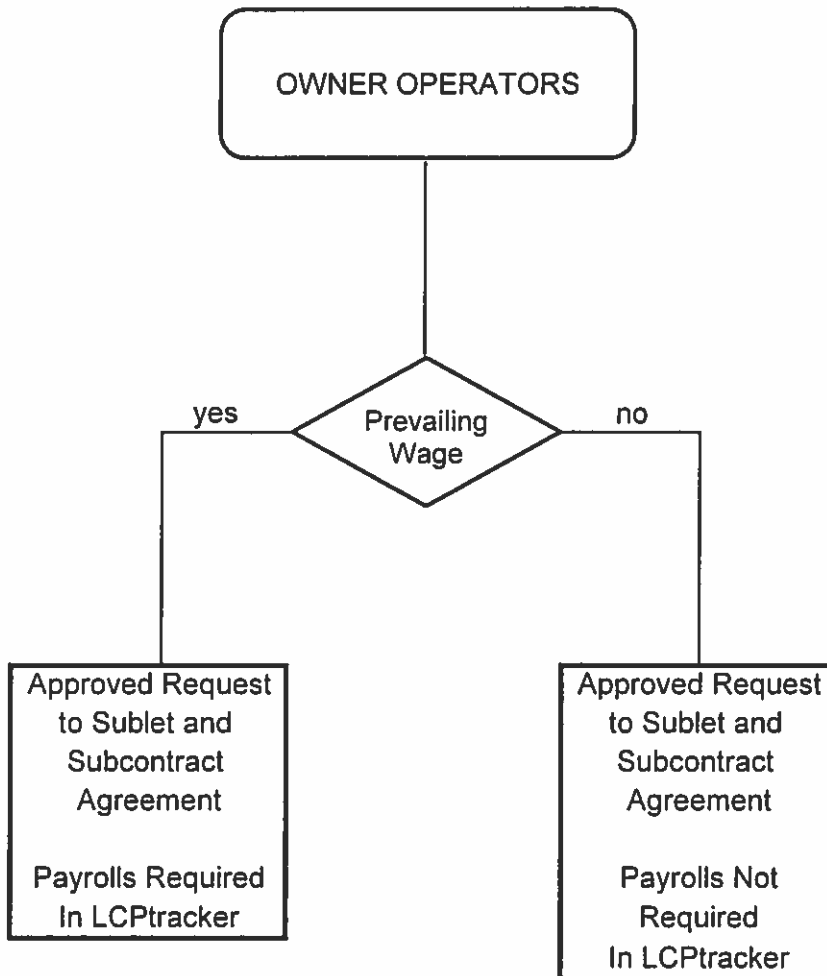 OWNER OPERATORS
yes
Prevailing
Wage
no
Approved Request
to Sublet and
Subcontract
Agreement
Payrolls Required
In LCPtracker
Approved Request
to Sublet and
Subcontract
Agreement
Payrolls Not
Required
In LCPtracker